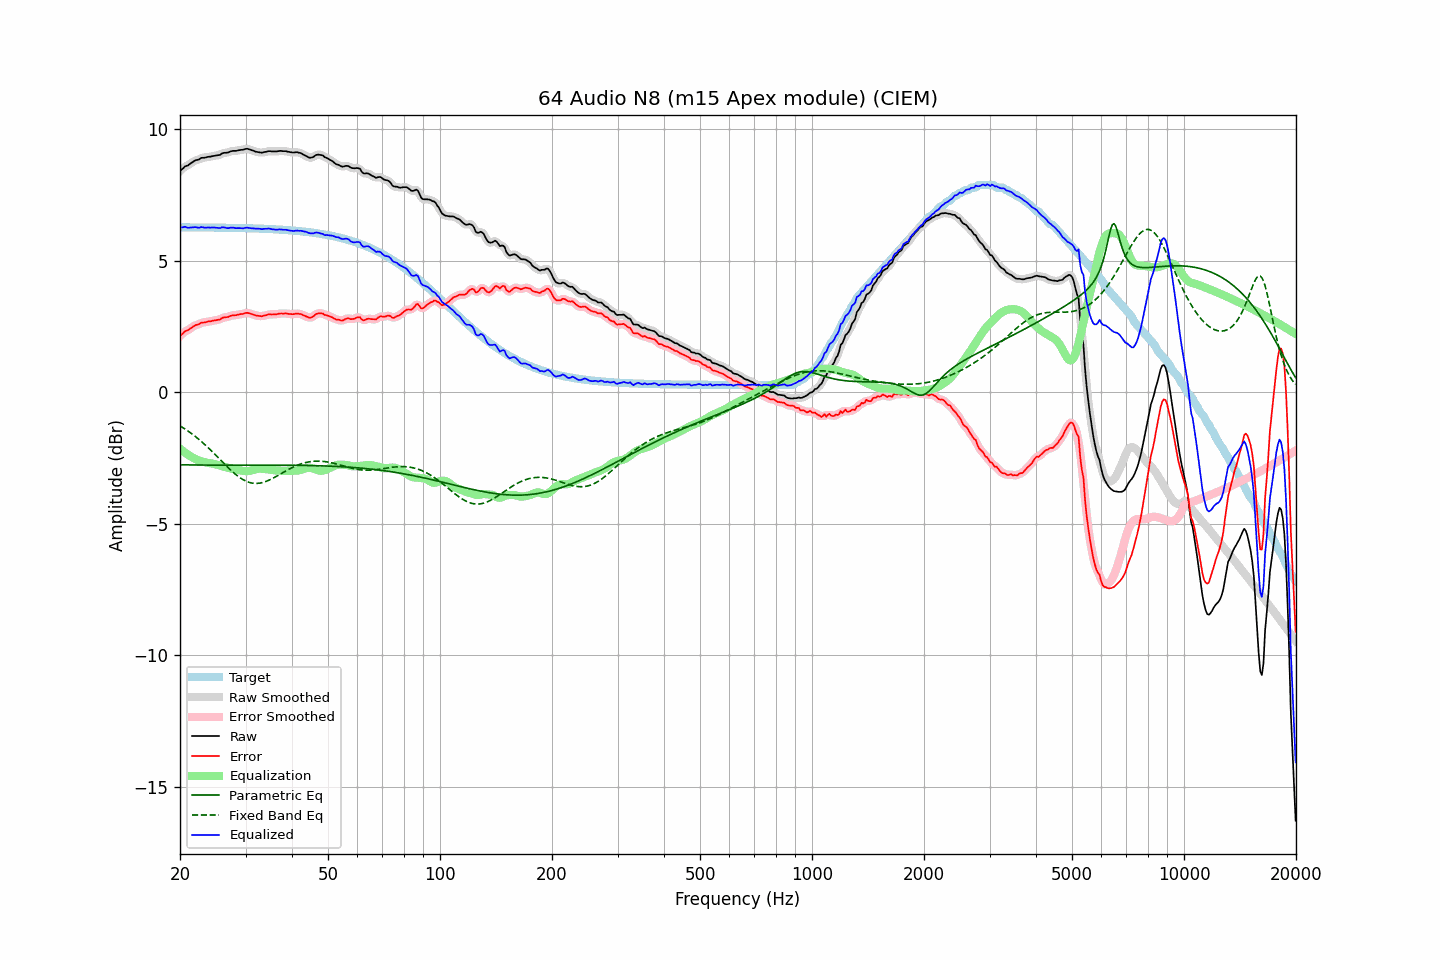 64 Audio N8 (m15 Apex module) (CIEM)
10
5
0
−5
−10
−15
Amplitude (dBr)
Target
Raw Smoothed
Error Smoothed
Raw
Error
Equalization
Parametric Eq
Fixed Band Eq
Equalized
20 50 100 200 500 1000 2000 5000 10000 20000
Frequency (Hz)